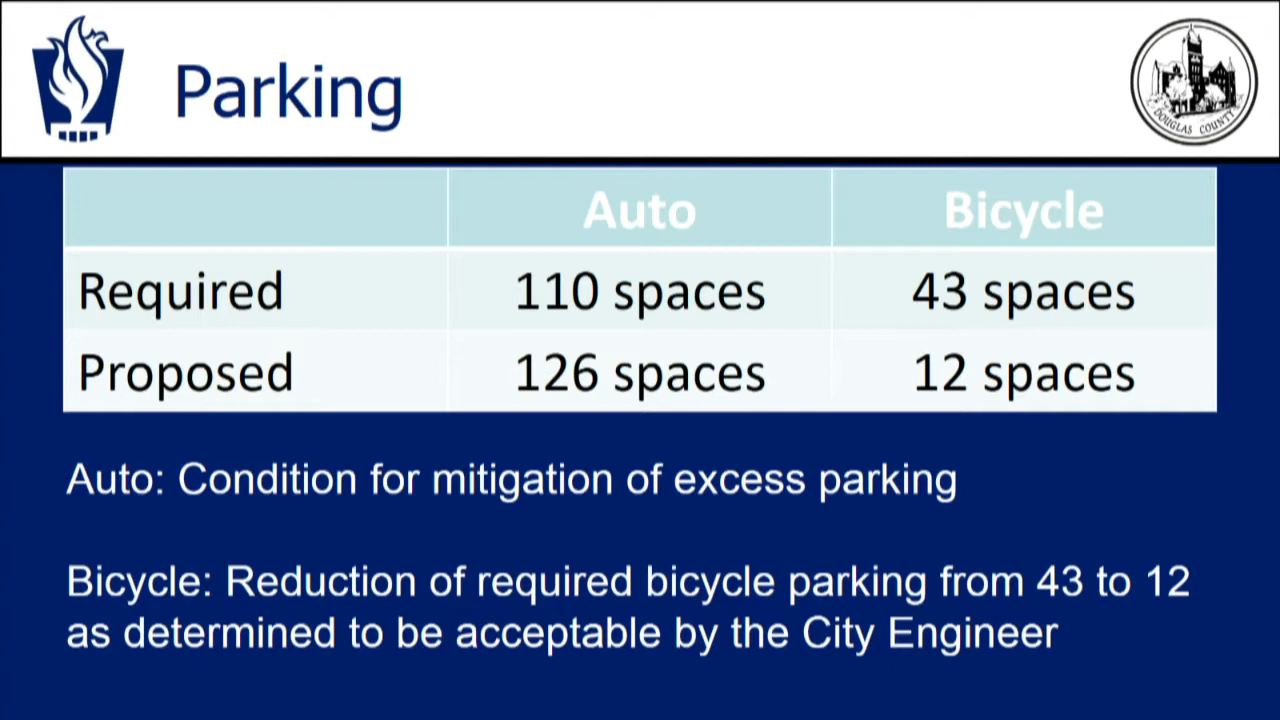 Parking
DOUGLAS COUNTY
Auto Bicycle
Required 110 spaces 43 spaces
Proposed 126 spaces 12 spaces
Auto: Condition for mitigation of excess parking
Bicycle: Reduction of required bicycle parking from 43 to 12
as determined to be acceptable by the City Engineer